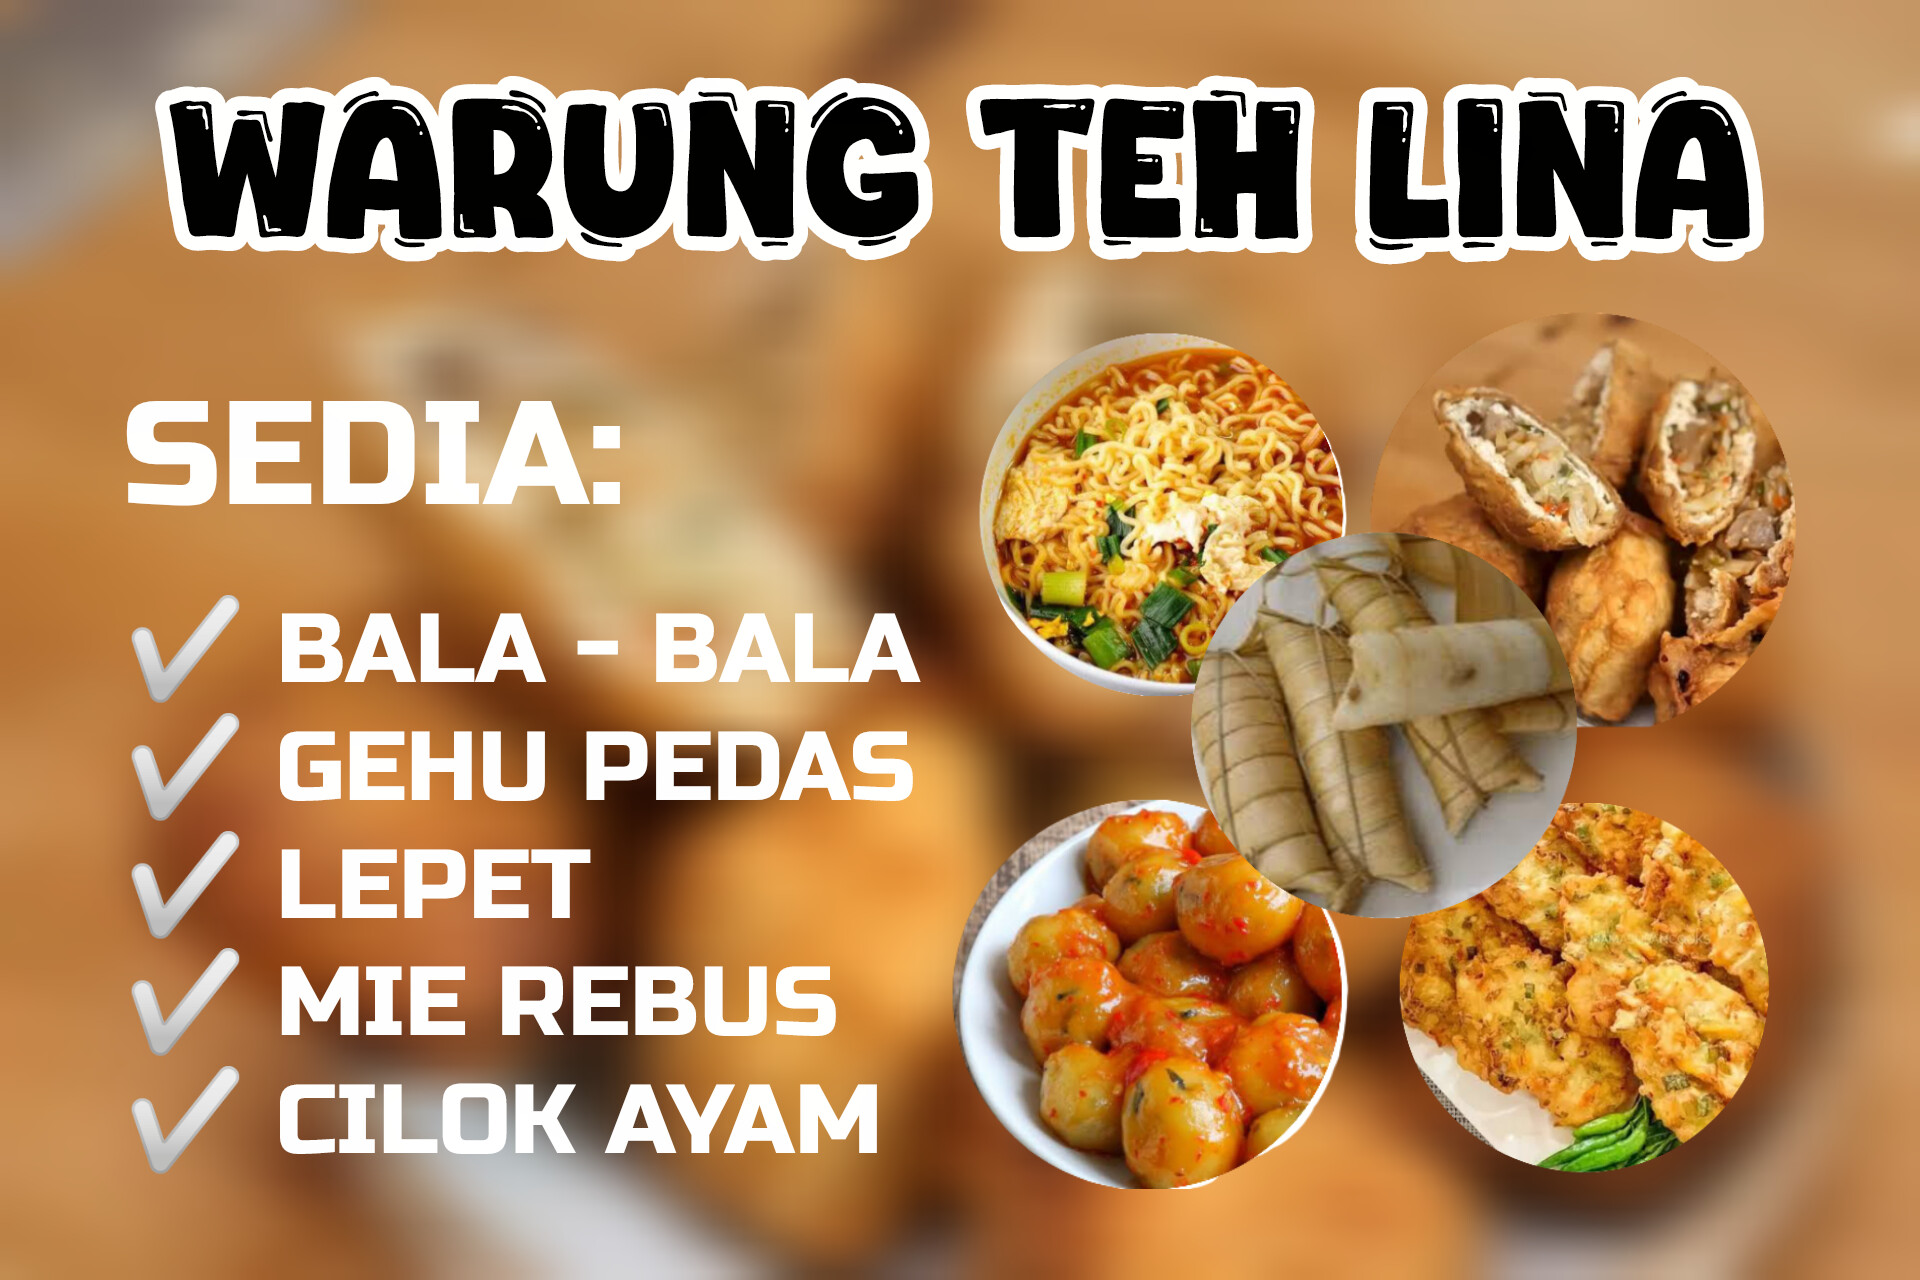 WARUNG TEH LINA
SEDIA:
BALA - BALA
GEHU PEDAS
LEPET
MIE REBUS
CILOK AYAM